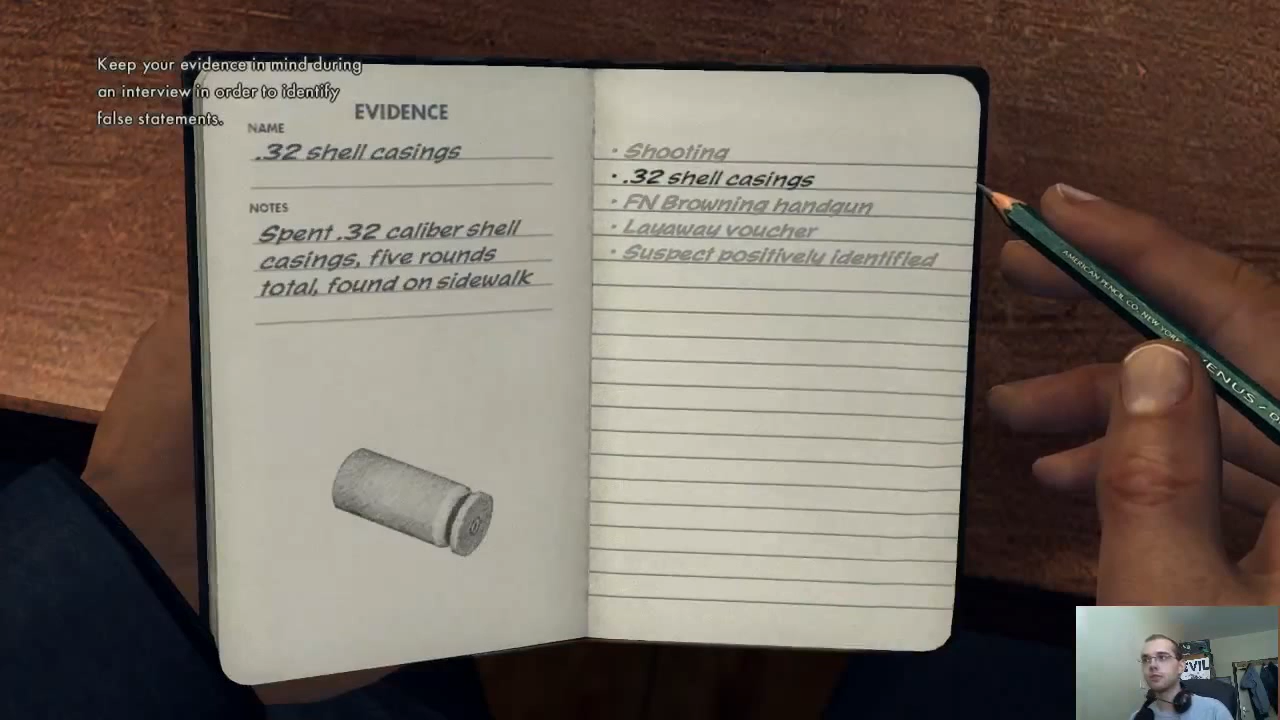 Keep your evidence in mind during
an interview in order to identify
false statements.
EVIDENCE
NAME
.32 shell casings
NOTES
Spent .32 caliber shell
casings, five rounds
total, found on sidewalk
• Shooting
• .32 shell casings
• FN Browning handgun
• Layaway voucher
• Suspect positively identified
AMERICAN PENCIL CO. NEW YORK
VENUS
EVIL